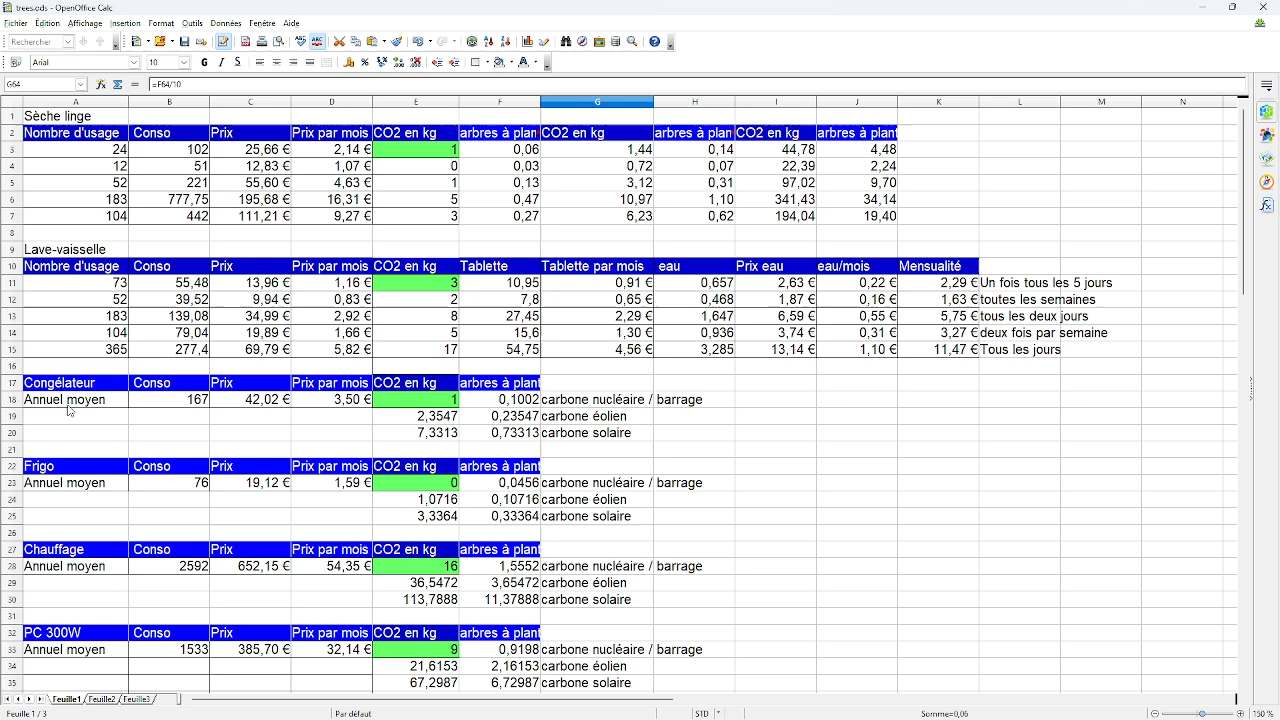 trees.ods - OpenOffice Calc
Fichier Édition Affichage Insertion Format Outils Données Fenêtre Aide
Rechercher
Arial 10 G I S
G64 =F64/10
A B C D E F G H I J K L M N
1 Sèche linge
2 Nombre d'usage Conso Prix Prix par mois CO2 en kg arbres à plan CO2 en kg arbres à plan CO2 en kg arbres à plant
3 24 102 25,66 € 2,14 € 1 0,06 1,44 0,14 44,78 4,48
4 12 51 12,83 € 1,07 € 0 0,03 0,72 0,07 22,39 2,24
5 52 221 55,60 € 4,63 € 1 0,13 3,12 0,31 97,02 9,70
6 183 777,75 195,68 € 16,31 € 5 0,47 10,97 1,10 341,43 34,14
7 104 442 111,21 € 9,27 € 3 0,27 6,23 0,62 194,04 19,40
8
9 Lave-vaisselle
10 Nombre d'usage Conso Prix Prix par mois CO2 en kg Tablette Tablette par mois eau Prix eau eau/mois Mensualité
11 73 55,48 13,96 € 1,16 € 3 10,95 0,91 € 0,657 2,63 € 0,22 € 2,29 € Un fois tous les 5 jours
12 52 39,52 9,94 € 0,83 € 2 7,8 0,65 € 0,468 1,87 € 0,16 € 1,63 € toutes les semaines
13 183 139,08 34,99 € 2,92 € 8 27,45 2,29 € 1,647 6,59 € 0,55 € 5,75 € tous les deux jours
14 104 79,04 19,89 € 1,66 € 5 15,6 1,30 € 0,936 3,74 € 0,31 € 3,27 € deux fois par semaine
15 365 277,4 69,79 € 5,82 € 17 54,75 4,56 € 3,285 13,14 € 1,10 € 11,47 € Tous les jours
16
17 Congélateur Conso Prix Prix par mois CO2 en kg arbres à plant
18 Annuel moyen 167 42,02 € 3,50 € 1 0,1002 carbone nucléaire / barrage
19 2,3547 0,23547 carbone éolien
20 7,3313 0,73313 carbone solaire
21
22 Frigo Conso Prix Prix par mois CO2 en kg arbres à plant
23 Annuel moyen 76 19,12 € 1,59 € 0 0,0456 carbone nucléaire / barrage
24 1,0716 0,10716 carbone éolien
25 3,3364 0,33364 carbone solaire
26
27 Chauffage Conso Prix Prix par mois CO2 en kg arbres à plant
28 Annuel moyen 2592 652,15 € 54,35 € 16 1,5552 carbone nucléaire / barrage
29 36,5472 3,65472 carbone éolien
30 113,7888 11,37888 carbone solaire
31
32 PC 300W Conso Prix Prix par mois CO2 en kg arbres à plant
33 Annuel moyen 1533 385,70 € 32,14 € 9 0,9198 carbone nucléaire / barrage
34 21,6153 2,16153 carbone éolien
35 67,2987 6,72987 carbone solaire
Feuille1 Feuille2 Feuille3
Feuille 1 / 3 Par défaut STD * Somme=0,06 150 %